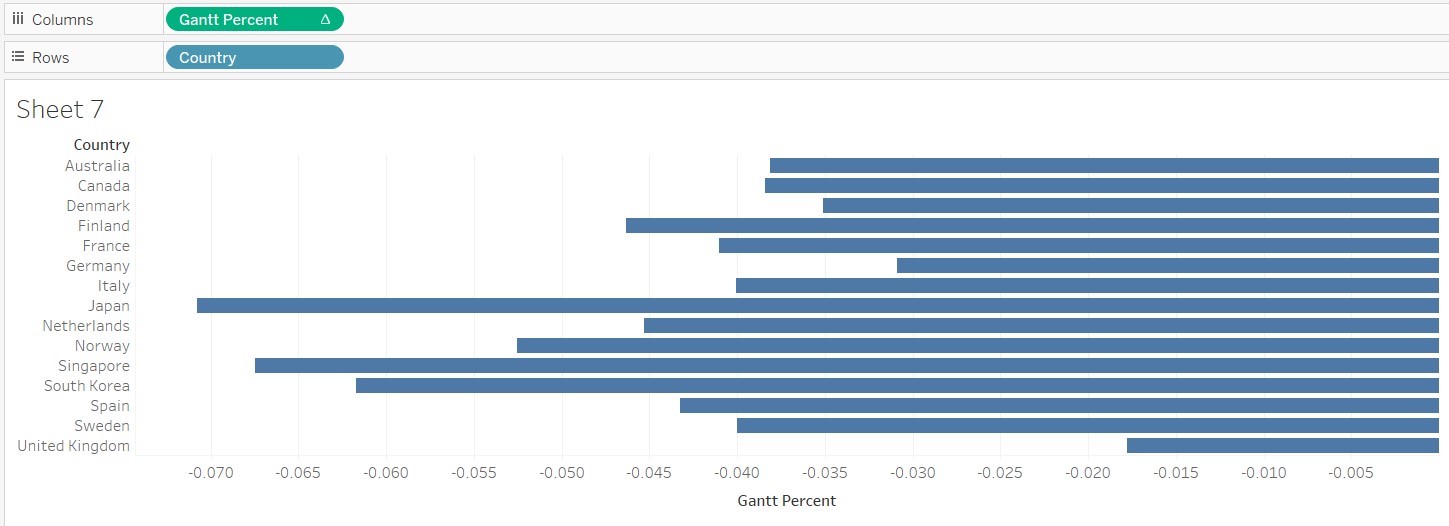 Columns Gantt Percent Δ
Rows Country
Sheet 7
Country
Australia
Canada
Denmark
Finland
France
Germany
Italy
Japan
Netherlands
Norway
Singapore
South Korea
Spain
Sweden
United Kingdom
-0.070 -0.065 -0.060 -0.055 -0.050 -0.045 -0.040 -0.035 -0.030 -0.025 -0.020 -0.015 -0.010 -0.005
Gantt Percent